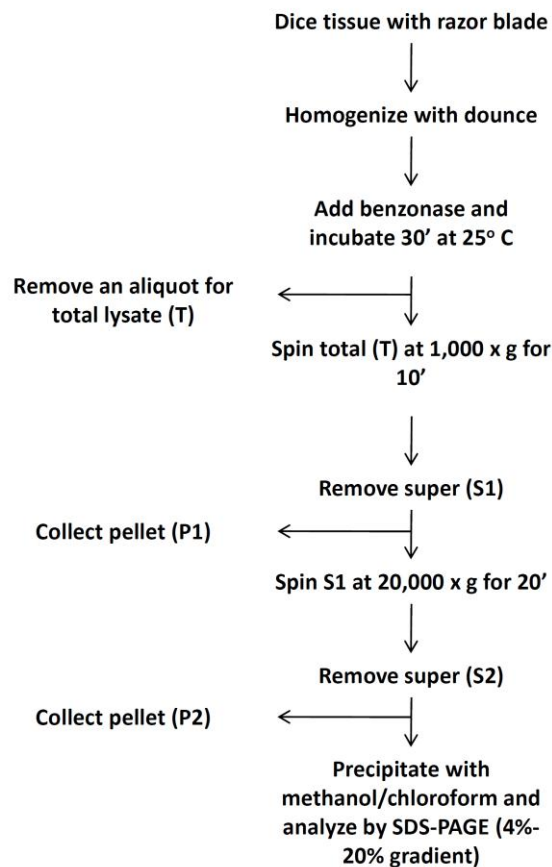 Dice tissue with razor blade
Homogenize with dounce
Add benzonase and
incubate 30' at 25° C
Remove an aliquot for
total lysate (T)
Spin total (T) at 1,000 x g for
10'
Remove super (S1)
Collect pellet (P1)
Spin S1 at 20,000 x g for 20'
Remove super (S2)
Collect pellet (P2)
Precipitate with
methanol/chloroform and
analyze by SDS-PAGE (4%-
20% gradient)